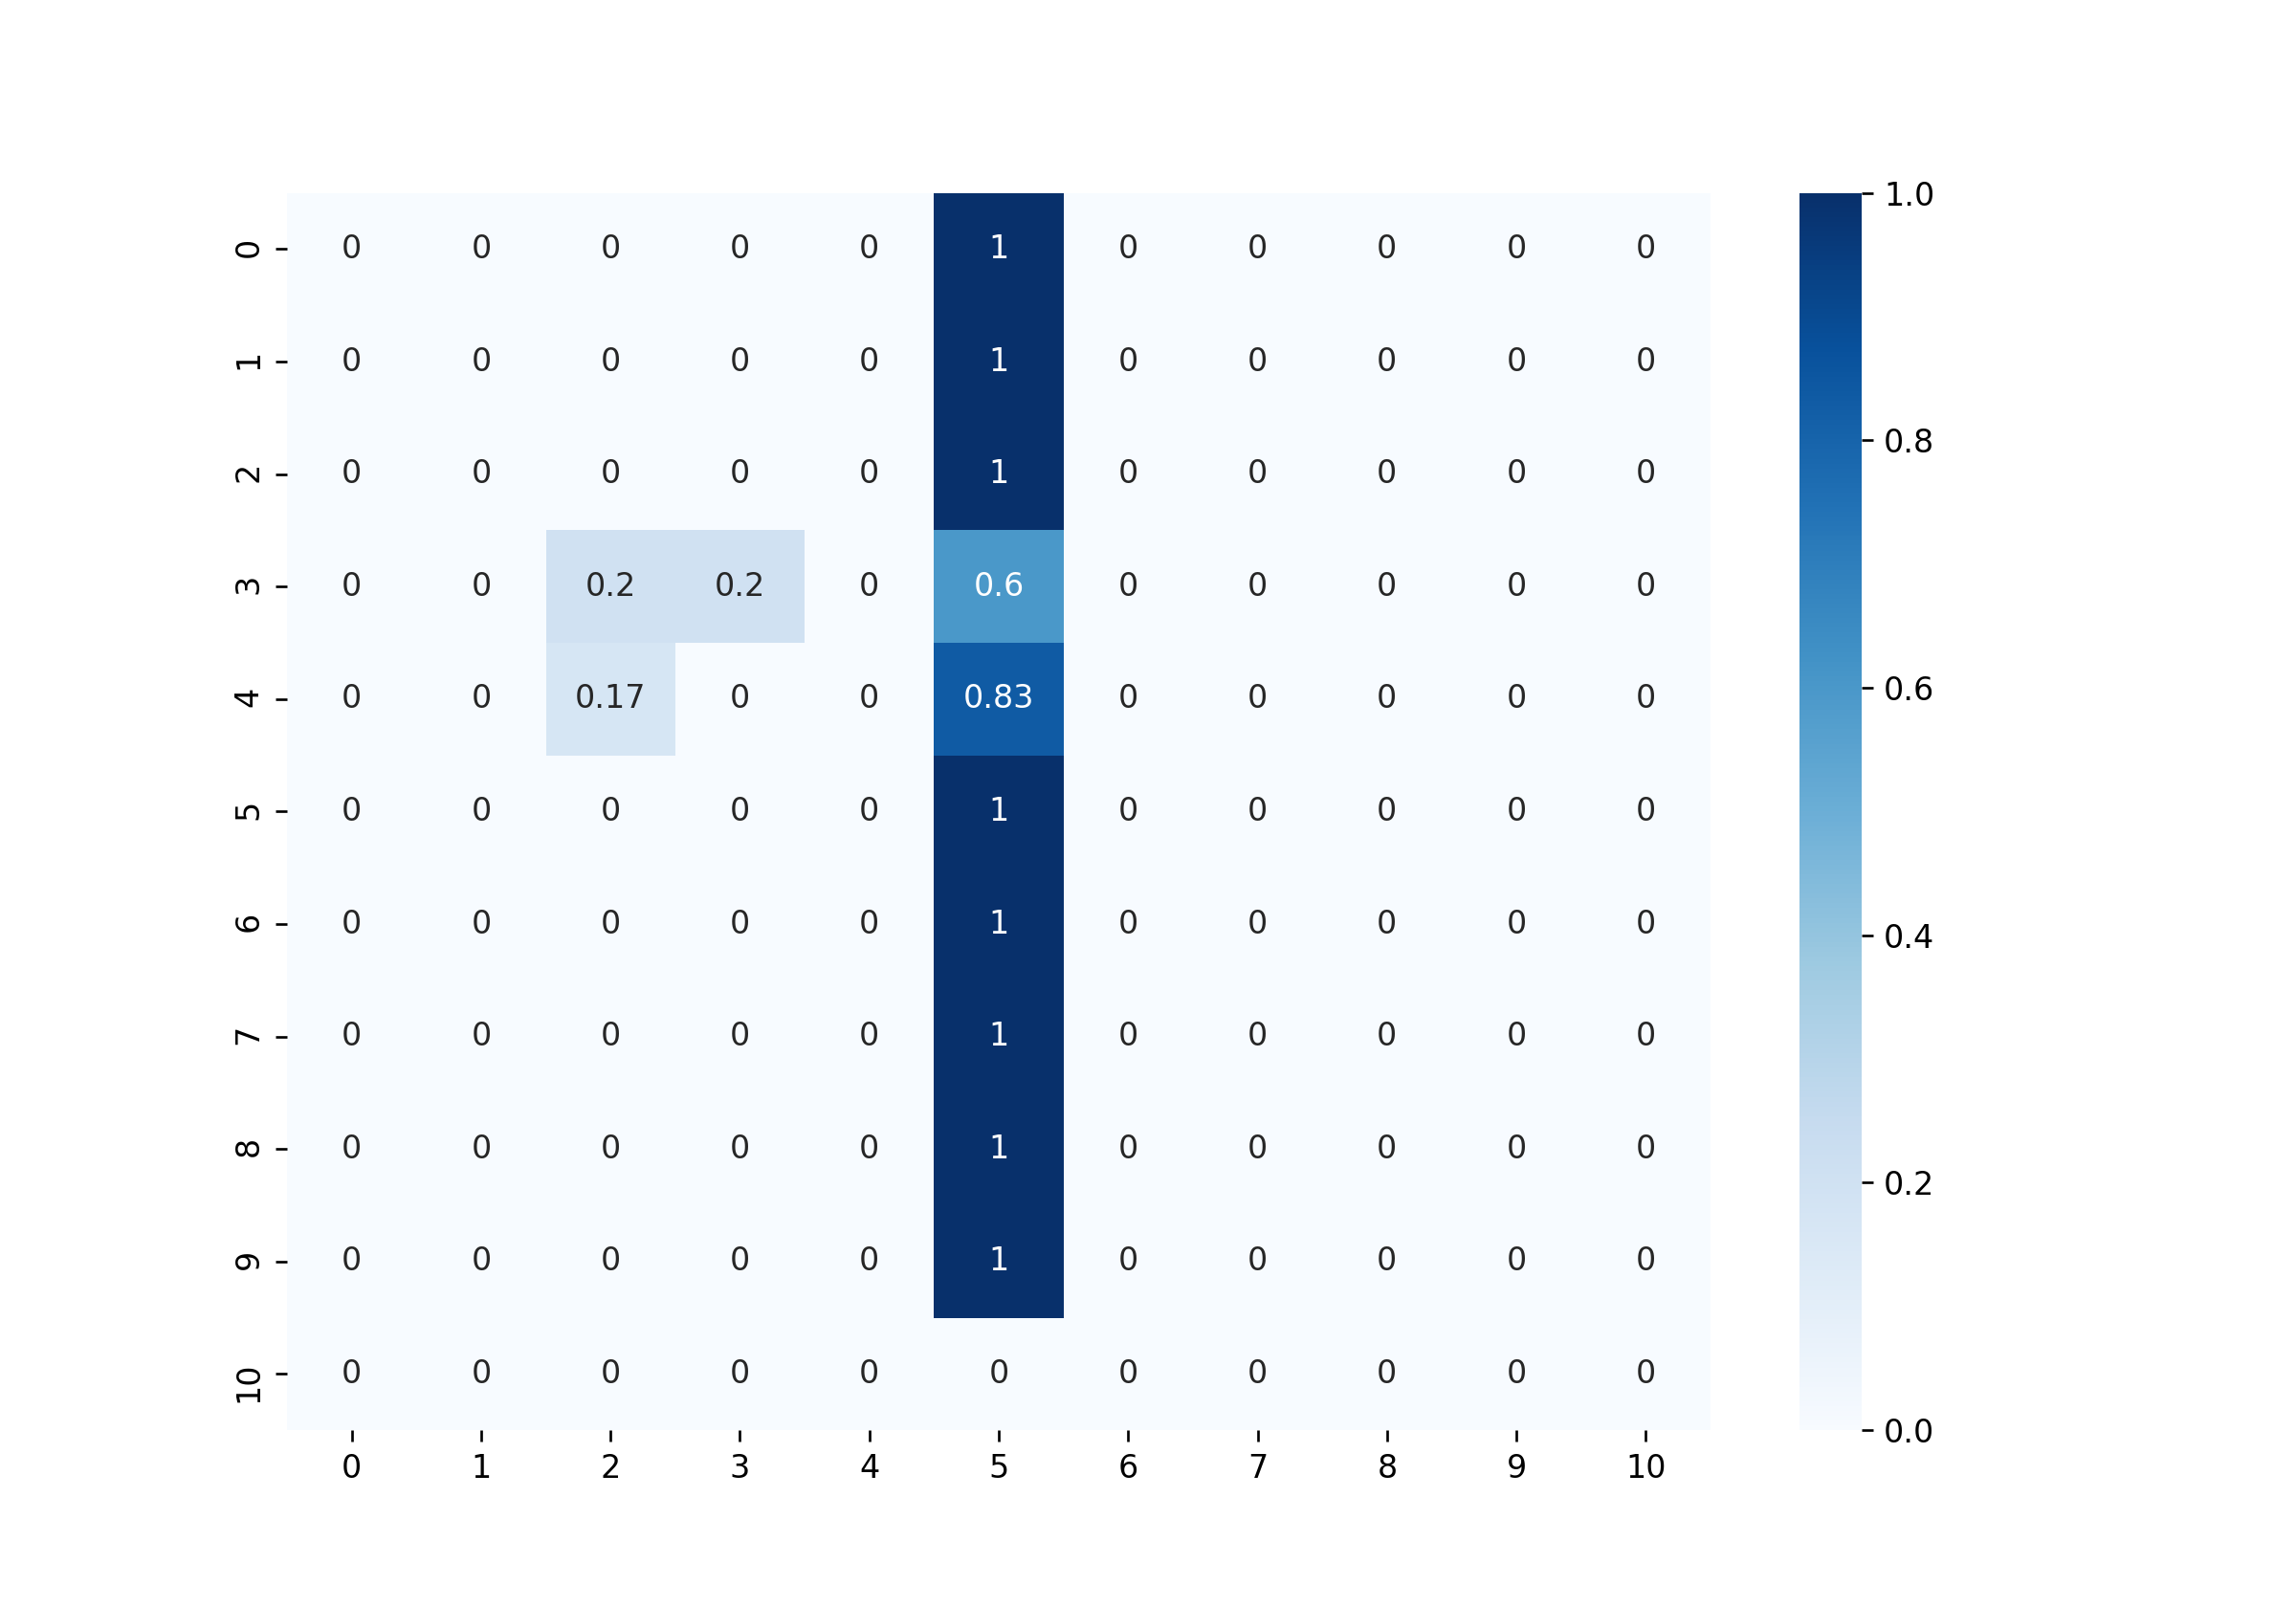 0 0 0 0 0 0 1 0 0 0 0 0
1 0 0 0 0 0 1 0 0 0 0 0
2 0 0 0 0 0 1 0 0 0 0 0
3 0 0 0.2 0.2 0 0.6 0 0 0 0 0
4 0 0 0.17 0 0 0.83 0 0 0 0 0
5 0 0 0 0 0 1 0 0 0 0 0
6 0 0 0 0 0 1 0 0 0 0 0
7 0 0 0 0 0 1 0 0 0 0 0
8 0 0 0 0 0 1 0 0 0 0 0
9 0 0 0 0 0 1 0 0 0 0 0
10 0 0 0 0 0 0 0 0 0 0 0
0 1 2 3 4 5 6 7 8 9 10
1.0
0.8
0.6
0.4
0.2
0.0